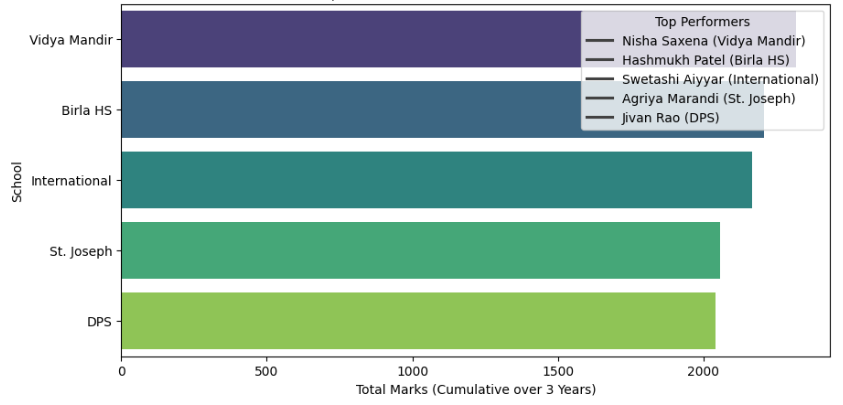 Top Performers
Nisha Saxena (Vidya Mandir)
Hashmukh Patel (Birla HS)
Swetashi Aiyyar (International)
Agriya Marandi (St. Joseph)
Jivan Rao (DPS)
School
Vidya Mandir
Birla HS
International
St. Joseph
DPS
0 500 1000 1500 2000
Total Marks (Cumulative over 3 Years)